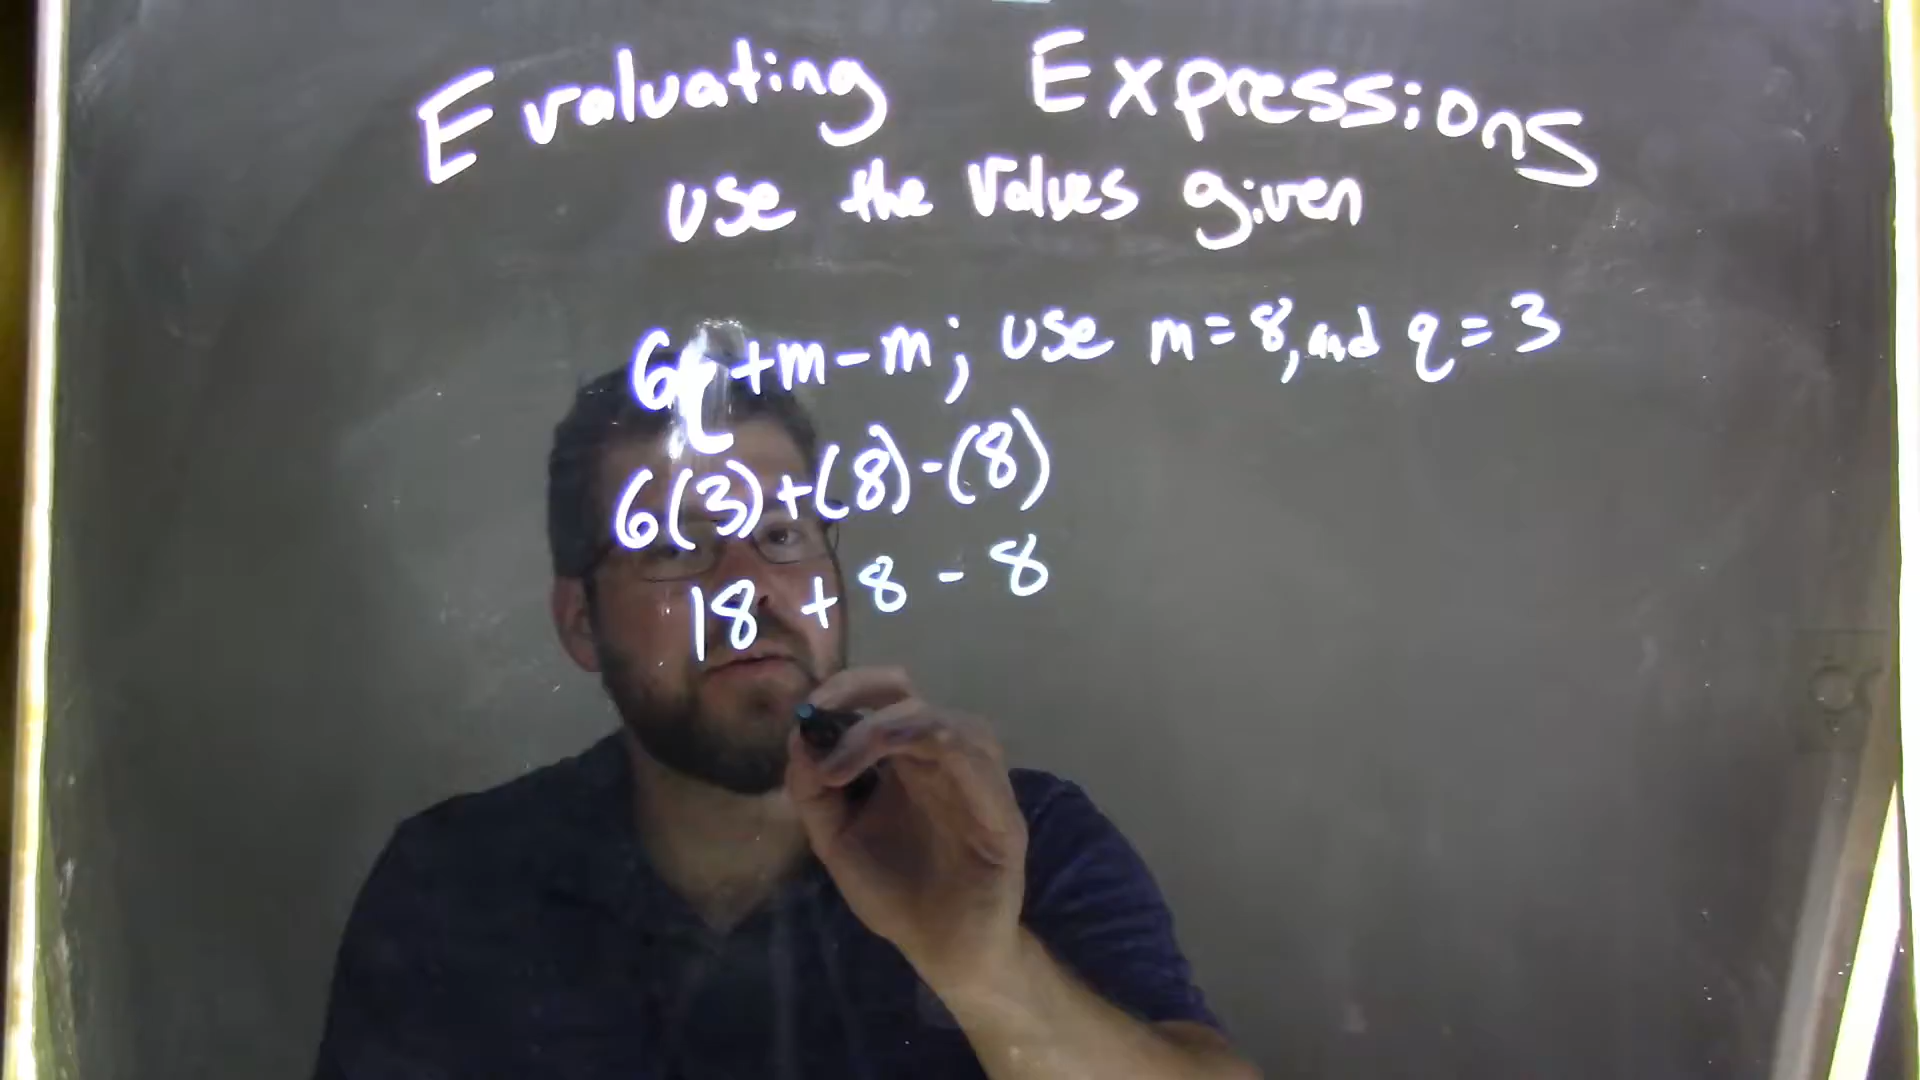 Evaluating Expressions
use the values given
6q+m-m; use m=8, and q=3
6(3)+(8)-(8)
18 + 8 - 8